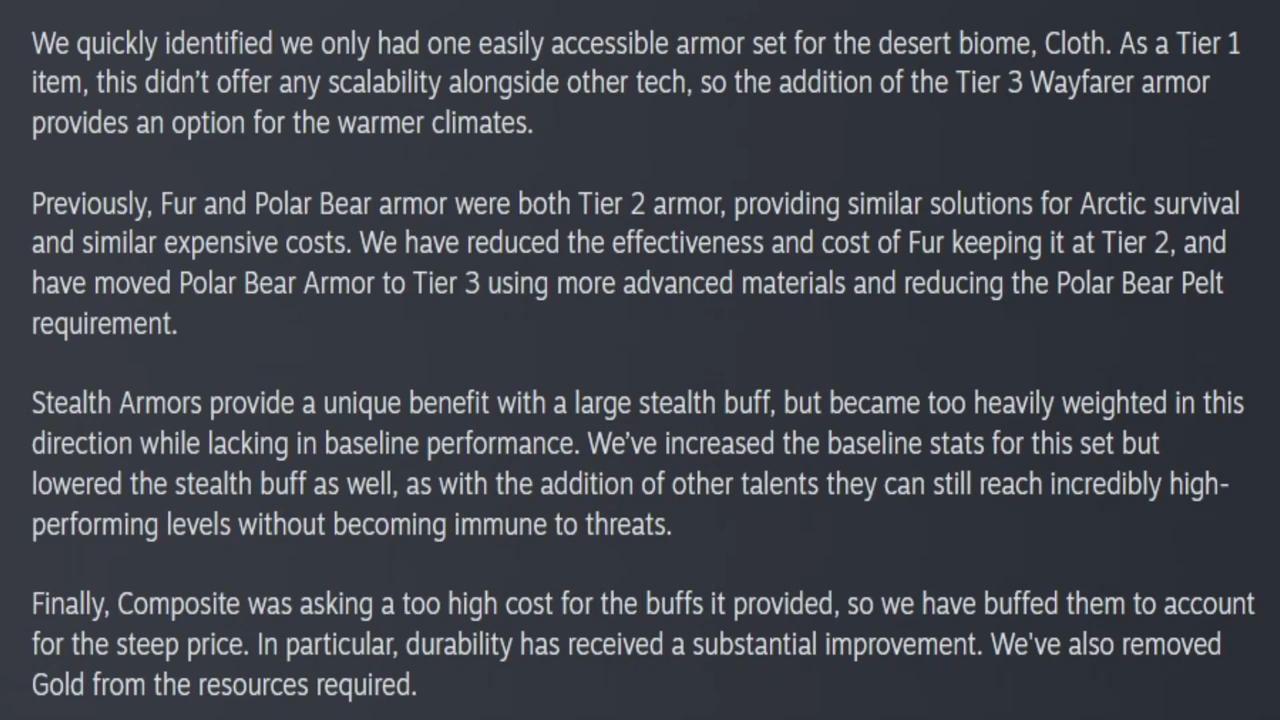 We quickly identified we only had one easily accessible armor set for the desert biome, Cloth. As a Tier 1
item, this didn't offer any scalability alongside other tech, so the addition of the Tier 3 Wayfarer armor
provides an option for the warmer climates.
Previously, Fur and Polar Bear armor were both Tier 2 armor, providing similar solutions for Arctic survival
and similar expensive costs. We have reduced the effectiveness and cost of Fur keeping it at Tier 2, and
have moved Polar Bear Armor to Tier 3 using more advanced materials and reducing the Polar Bear Pelt
requirement.
Stealth Armors provide a unique benefit with a large stealth buff, but became too heavily weighted in this
direction while lacking in baseline performance. We've increased the baseline stats for this set but
lowered the stealth buff as well, as with the addition of other talents they can still reach incredibly high-
performing levels without becoming immune to threats.
Finally, Composite was asking a too high cost for the buffs it provided, so we have buffed them to account
for the steep price. In particular, durability has received a substantial improvement. We've also removed
Gold from the resources required.